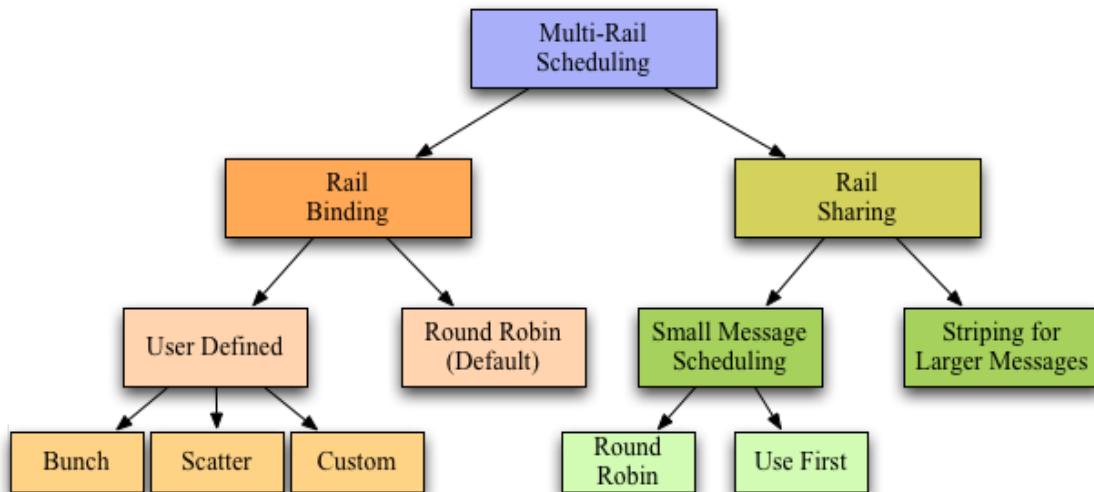 Multi-Rail
Scheduling
Rail
Binding
Rail
Sharing
User Defined
Round Robin
(Default)
Small Message
Scheduling
Striping for
Larger Messages
Bunch
Scatter
Custom
Round
Robin
Use First